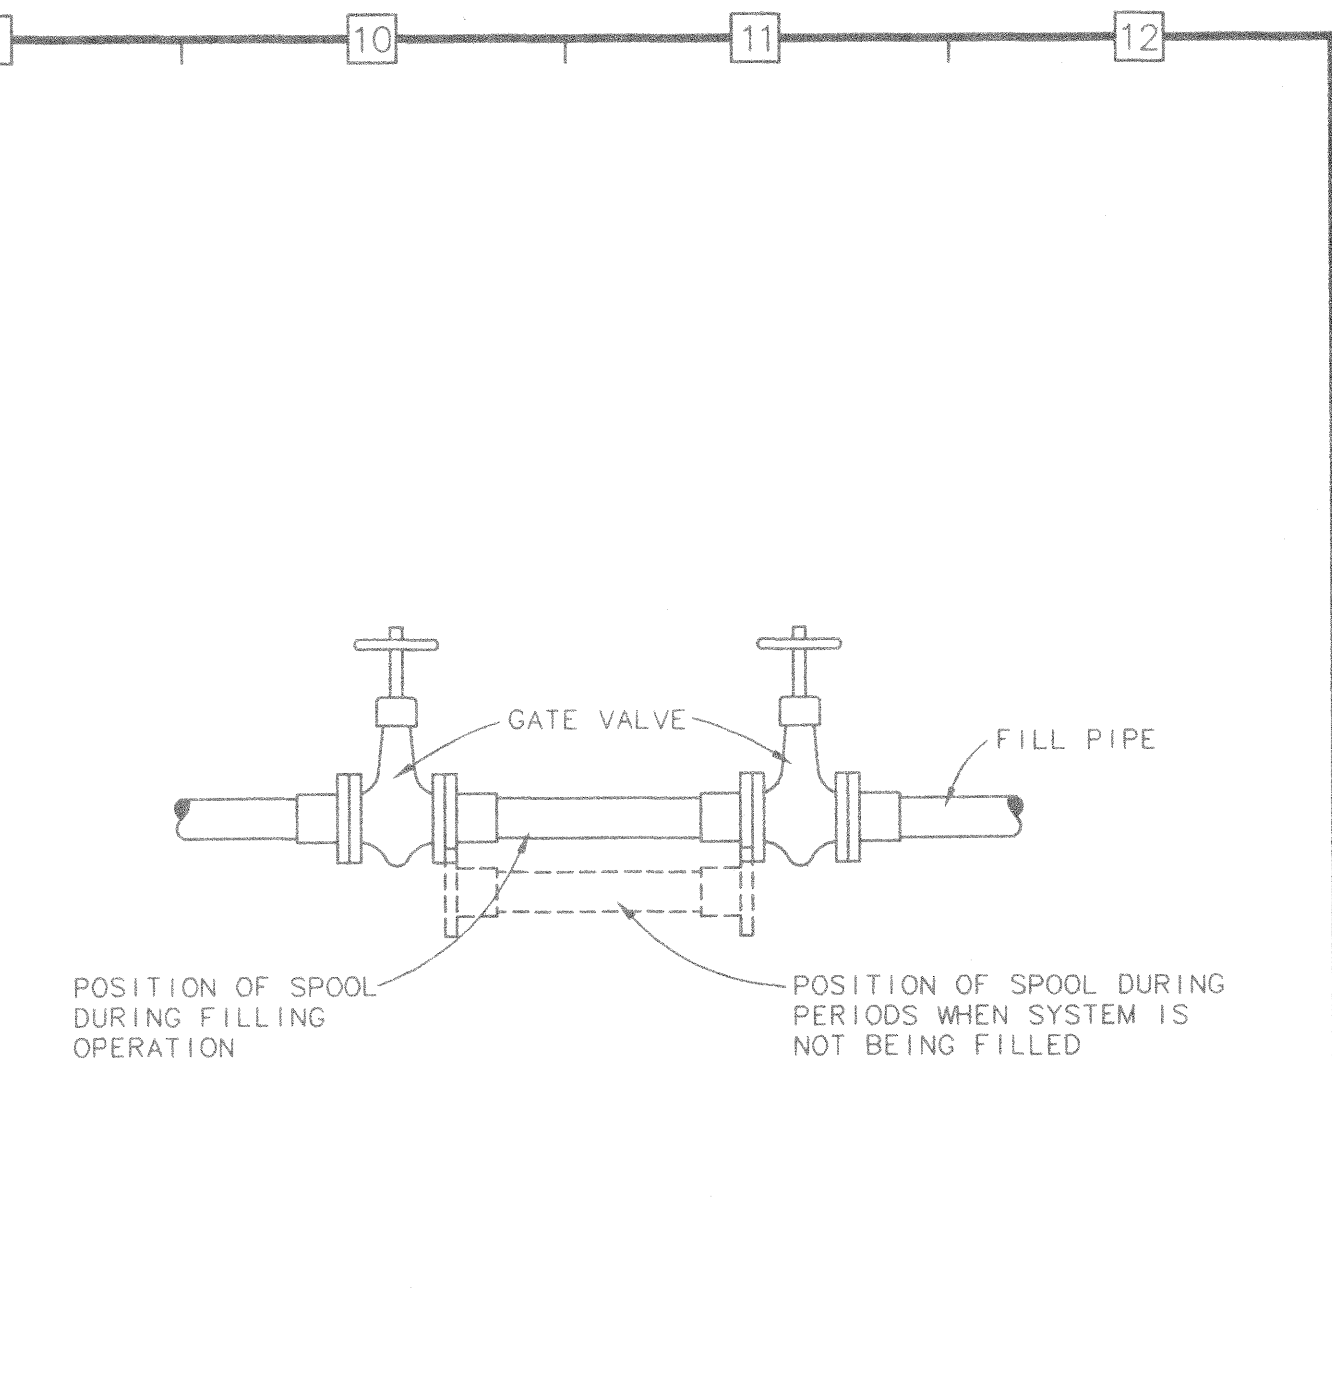 10
11
12
GATE VALVE
FILL PIPE
POSITION OF SPOOL
DURING FILLING
OPERATION
POSITION OF SPOOL DURING
PERIODS WHEN SYSTEM IS
NOT BEING FILLED